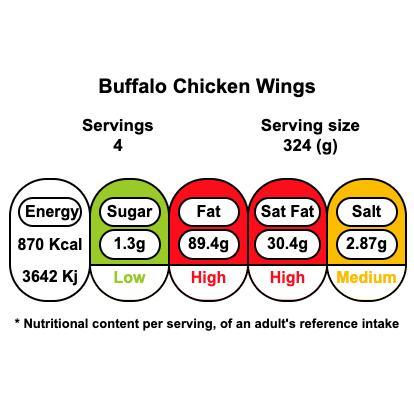 Buffalo Chicken Wings
Servings
4
Serving size
324 (g)
Energy
870 Kcal
3642 Kj
Sugar
1.3g
Low
Fat
89.4g
High
Sat Fat
30.4g
High
Salt
2.87g
Medium
* Nutritional content per serving, of an adult's reference intake